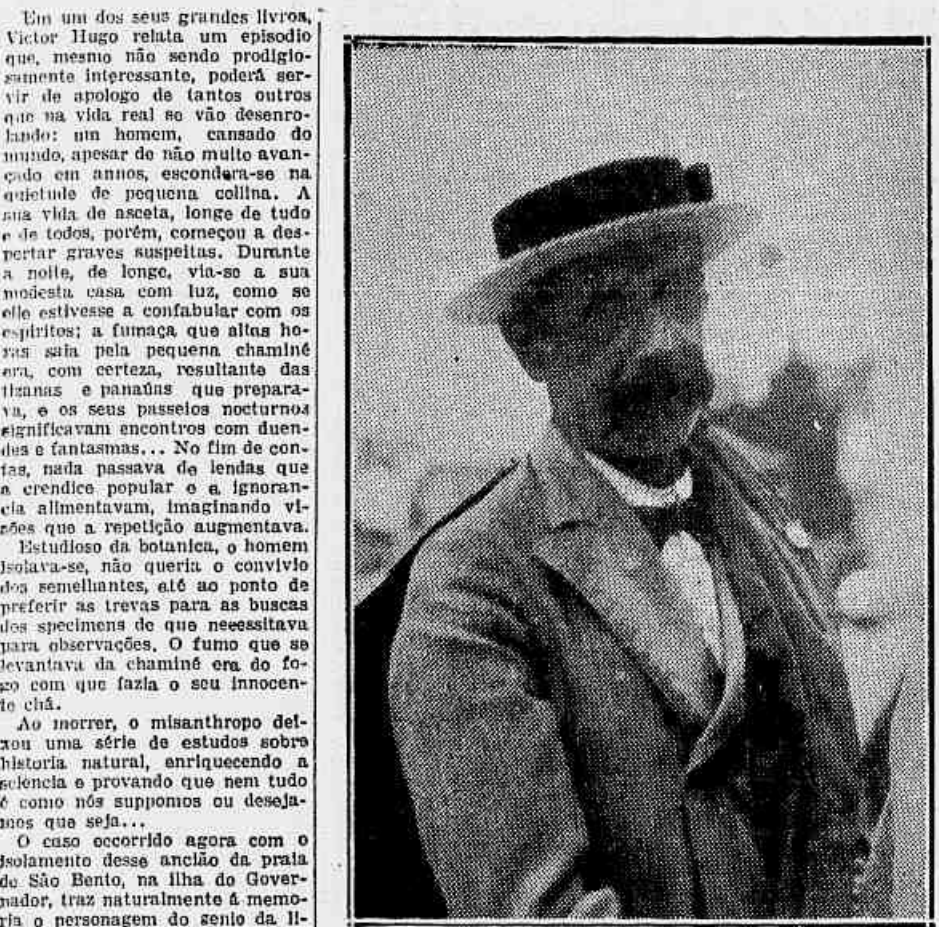 Em um dos seus grandes livros,
Victor Hugo relata um episodio
que, mesmo não sendo prodigio-
samente interessante, poderá ser-
vir de apologo de tantos outros
que na vida real se vão desenro-
lando: um homem, cansado do
mundo, apesar de não muito avan-
çado em annos, escondera-se na
quietude de pequena collina. A
sua vida de asceta, longe de tudo
e de todos, porém, começou a des-
pertar graves suspeitas. Durante
a noite, de longe, via-se a sua
modesta casa com luz, como se
elle estivesse a confabular com os
espiritos; a fumaça que altas ho-
ras saia pela pequena chaminé
era, com certeza, resultante das
tizanas e panaúas que prepara-
va, e os seus passeios nocturnos
significavam encontros com duen-
des e fantasmas... No fim de con-
tas, nada passava de lendas que
a crendice popular e a ignoran-
cia alimentavam, imaginando vi-
sões que a repetição augmentava.
Estudioso da botanica, o homem
isolava-se, não queria o convivio
dos semelhantes, até ao ponto de
preferir as trevas para as buscas
dos specimens de que necessitava
para observações. O fumo que se
levantava da chaminé era do fo-
go com que fazia o seu innocen-
te chá.
Ao morrer, o misanthropo dei-
xou uma série de estudos sobre
historia natural, enriquecendo a
sciencia e provando que nem tudo
é como nós suppomos ou deseja-
mos que seja...
O caso occorrido agora com o
isolamento desse ancião da praia
de São Bento, na ilha do Gover-
nador, traz naturalmente á memo-
ria o personagem do genio da li-